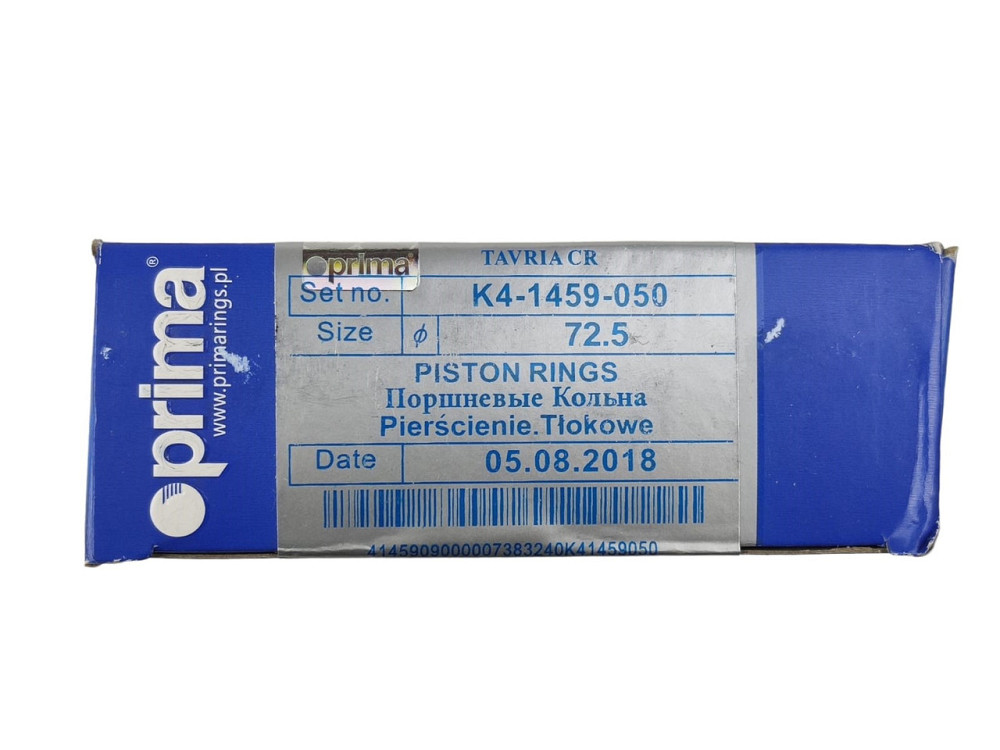 prima®
www.primarings.pl
prima
TAVRIA CR
Set no. K4-1459-050
Size ϕ 72.5
PISTON RINGS
Поршневые Кольна
Pierścienie.Tłokowe
Date 05.08.2018
4145909000007383240K41459050